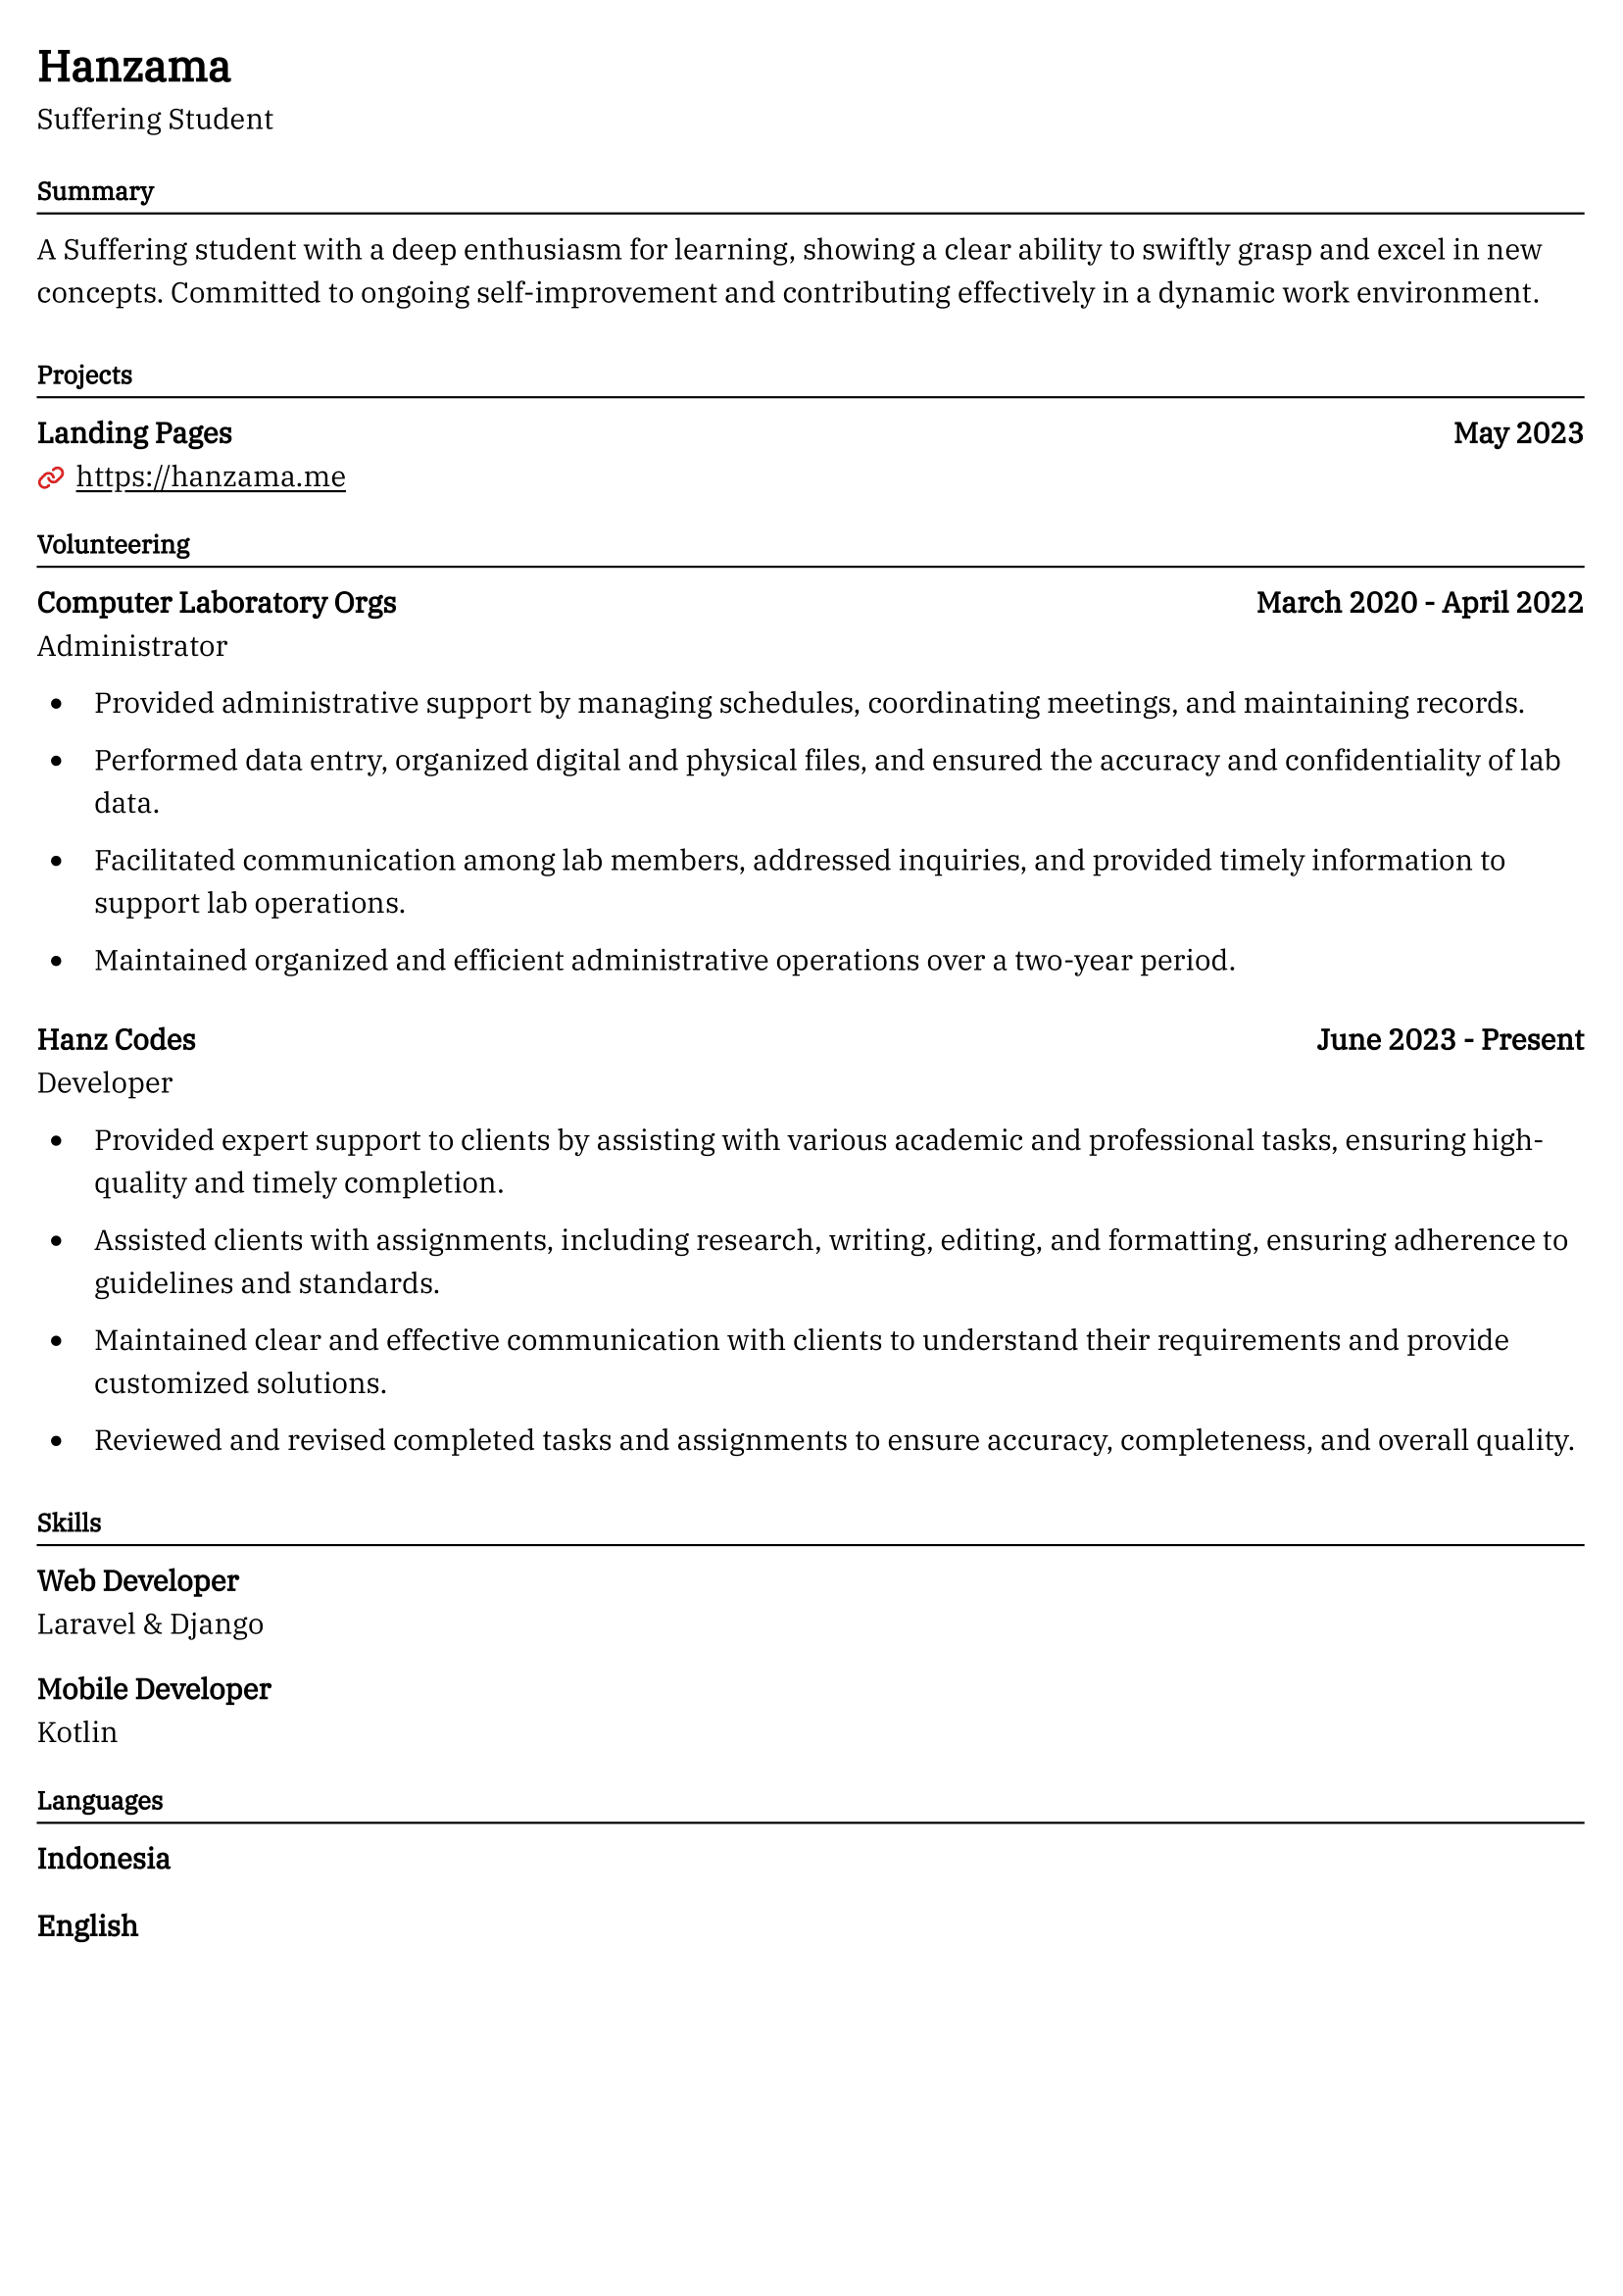 Hanzama
Suffering Student
Summary
A Suffering student with a deep enthusiasm for learning, showing a clear ability to swiftly grasp and excel in new
concepts. Committed to ongoing self-improvement and contributing effectively in a dynamic work environment.
Projects
Landing Pages May 2023
https://hanzama.me
Volunteering
Computer Laboratory Orgs March 2020 - April 2022
Administrator
• Provided administrative support by managing schedules, coordinating meetings, and maintaining records.
• Performed data entry, organized digital and physical files, and ensured the accuracy and confidentiality of lab
data.
• Facilitated communication among lab members, addressed inquiries, and provided timely information to
support lab operations.
• Maintained organized and efficient administrative operations over a two-year period.
Hanz Codes June 2023 - Present
Developer
• Provided expert support to clients by assisting with various academic and professional tasks, ensuring high-
quality and timely completion.
• Assisted clients with assignments, including research, writing, editing, and formatting, ensuring adherence to
guidelines and standards.
• Maintained clear and effective communication with clients to understand their requirements and provide
customized solutions.
• Reviewed and revised completed tasks and assignments to ensure accuracy, completeness, and overall quality.
Skills
Web Developer
Laravel & Django
Mobile Developer
Kotlin
Languages
Indonesia
English